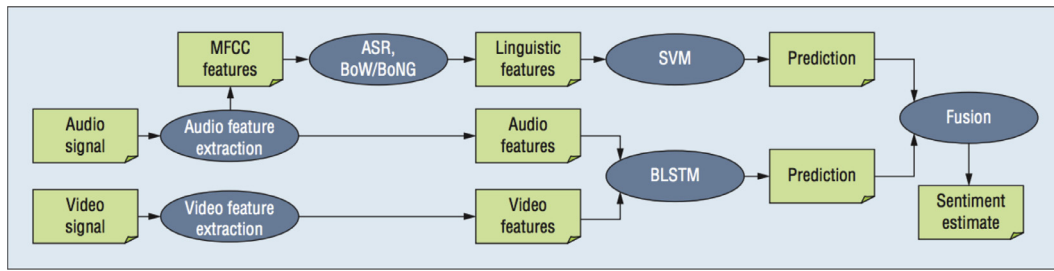 MFCC
features
ASR,
BoW/BoNG
Linguistic
features
SVM
Prediction
Audio
signal
Audio feature
extraction
Audio
features
Fusion
BLSTM
Prediction
Video
signal
Video feature
extraction
Video
features
Sentiment
estimate